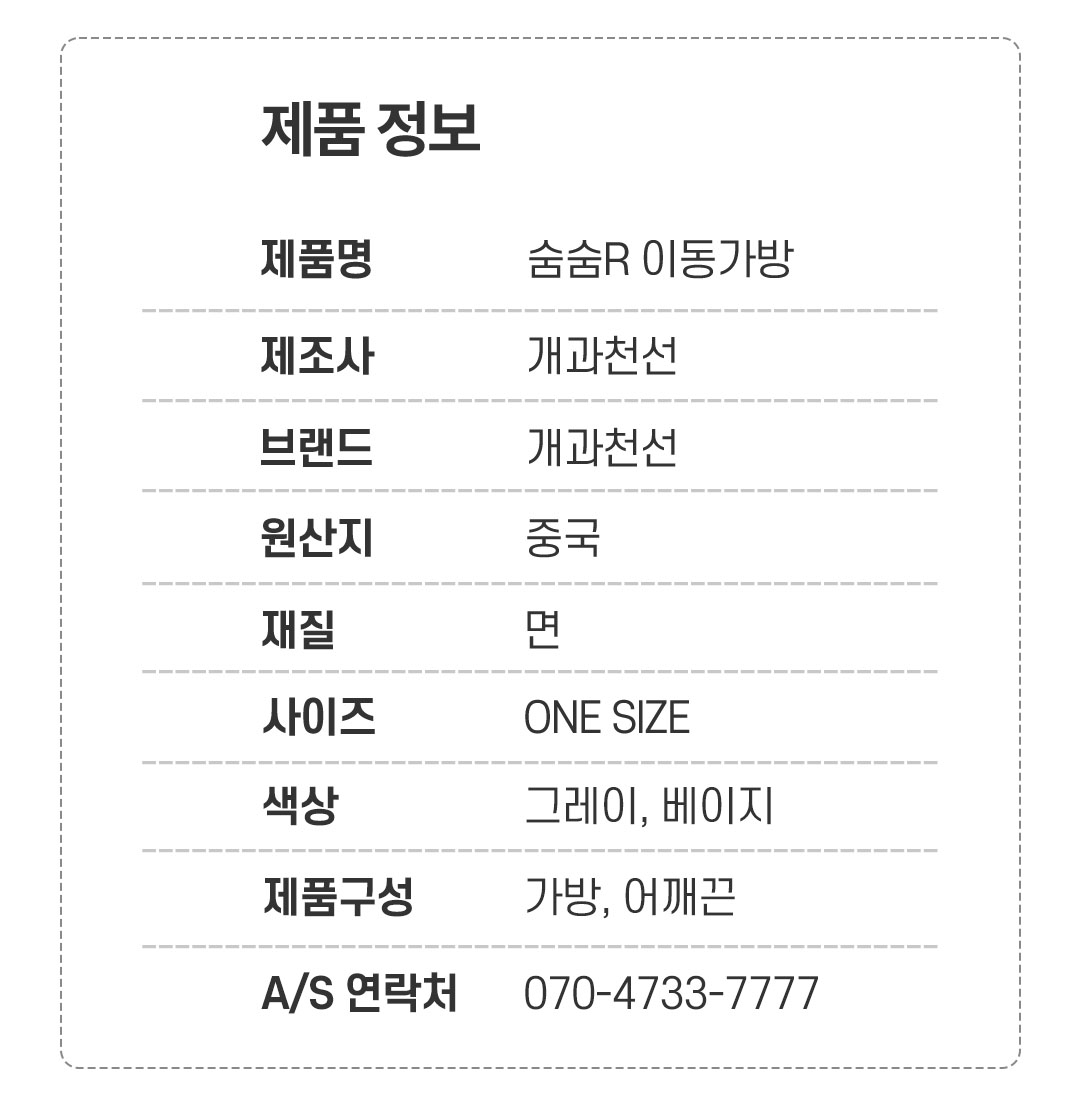 제품 정보
제품명 숨숨R 이동가방
제조사 개과천선
브랜드 개과천선
원산지 중국
재질 면
사이즈 ONE SIZE
색상 그레이, 베이지
제품구성 가방, 어깨끈
A/S 연락처 070-4733-7777